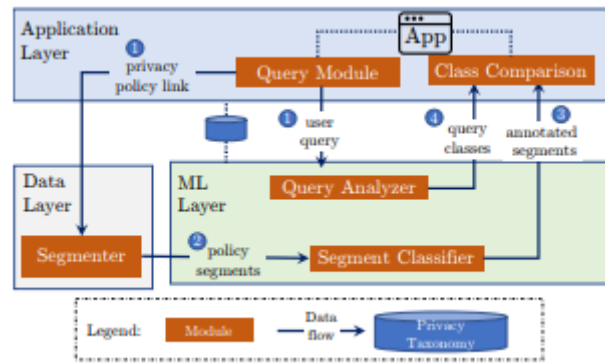 Application
Layer
App
1
privacy
policy link
Query Module
Class Comparison
1
user
query
4
query
classes
3
annotated
segments
Data
Layer
ML
Layer
Query Analyzer
Segmenter
2
policy
segments
Segment Classifier
Legend:
Module
Data
flow
Privacy
Taxonomy